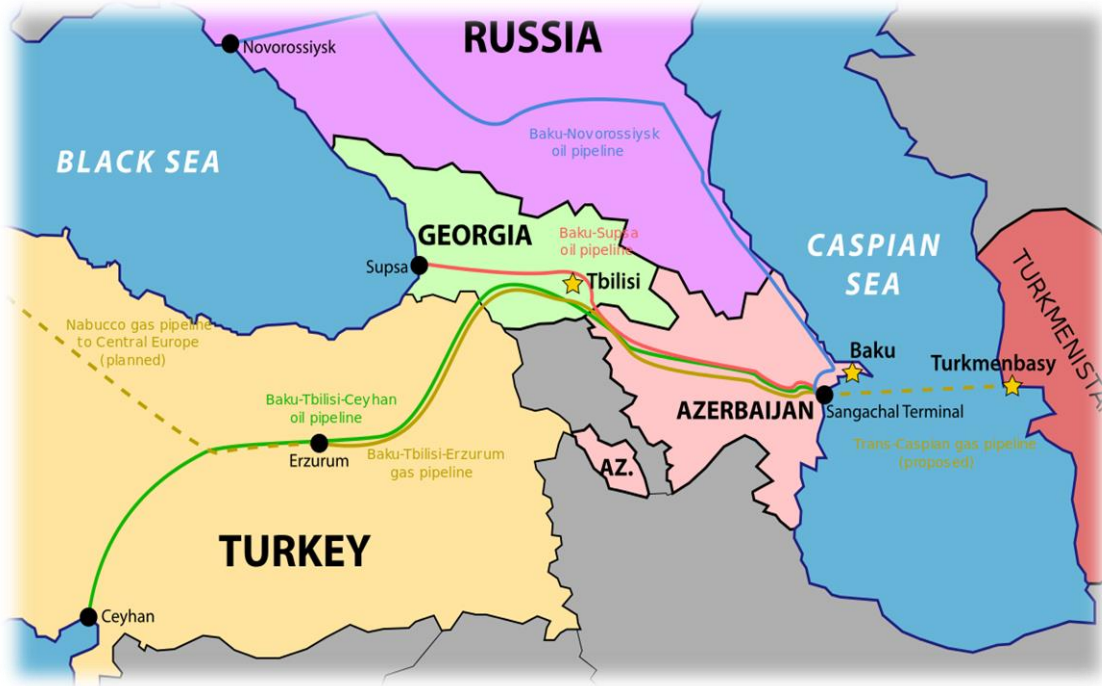 RUSSIA
Novorossiysk
Baku-Novorossiysk
oil pipeline
BLACK SEA
GEORGIA
Baku-Supsa
oil pipeline
Supsa
Tbilisi
CASPIAN
SEA
TURKMENISTA
Nabucco gas pipeline
to Central Europe
(planned)
Baku
Turkmenbasy
Baku-Tbilisi-Ceyhan
oil pipeline
AZERBAIJAN
Sangachal Terminal
Erzurum
Baku-Tbilisi-Erzurum
gas pipeline
Trans-Caspian gas pipeline
(proposed)
AZ.
TURKEY
Ceyhan